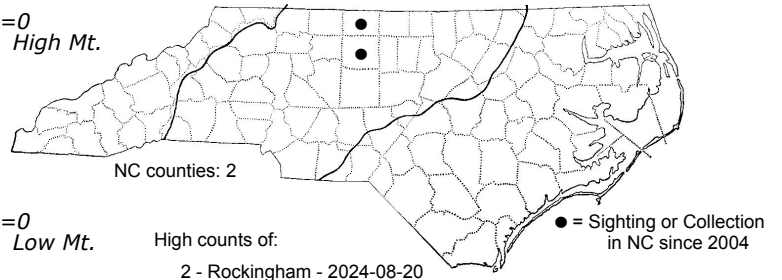 =0
High Mt.
NC counties: 2
=0
Low Mt.
High counts of:
2 - Rockingham - 2024-08-20
● = Sighting or Collection
in NC since 2004